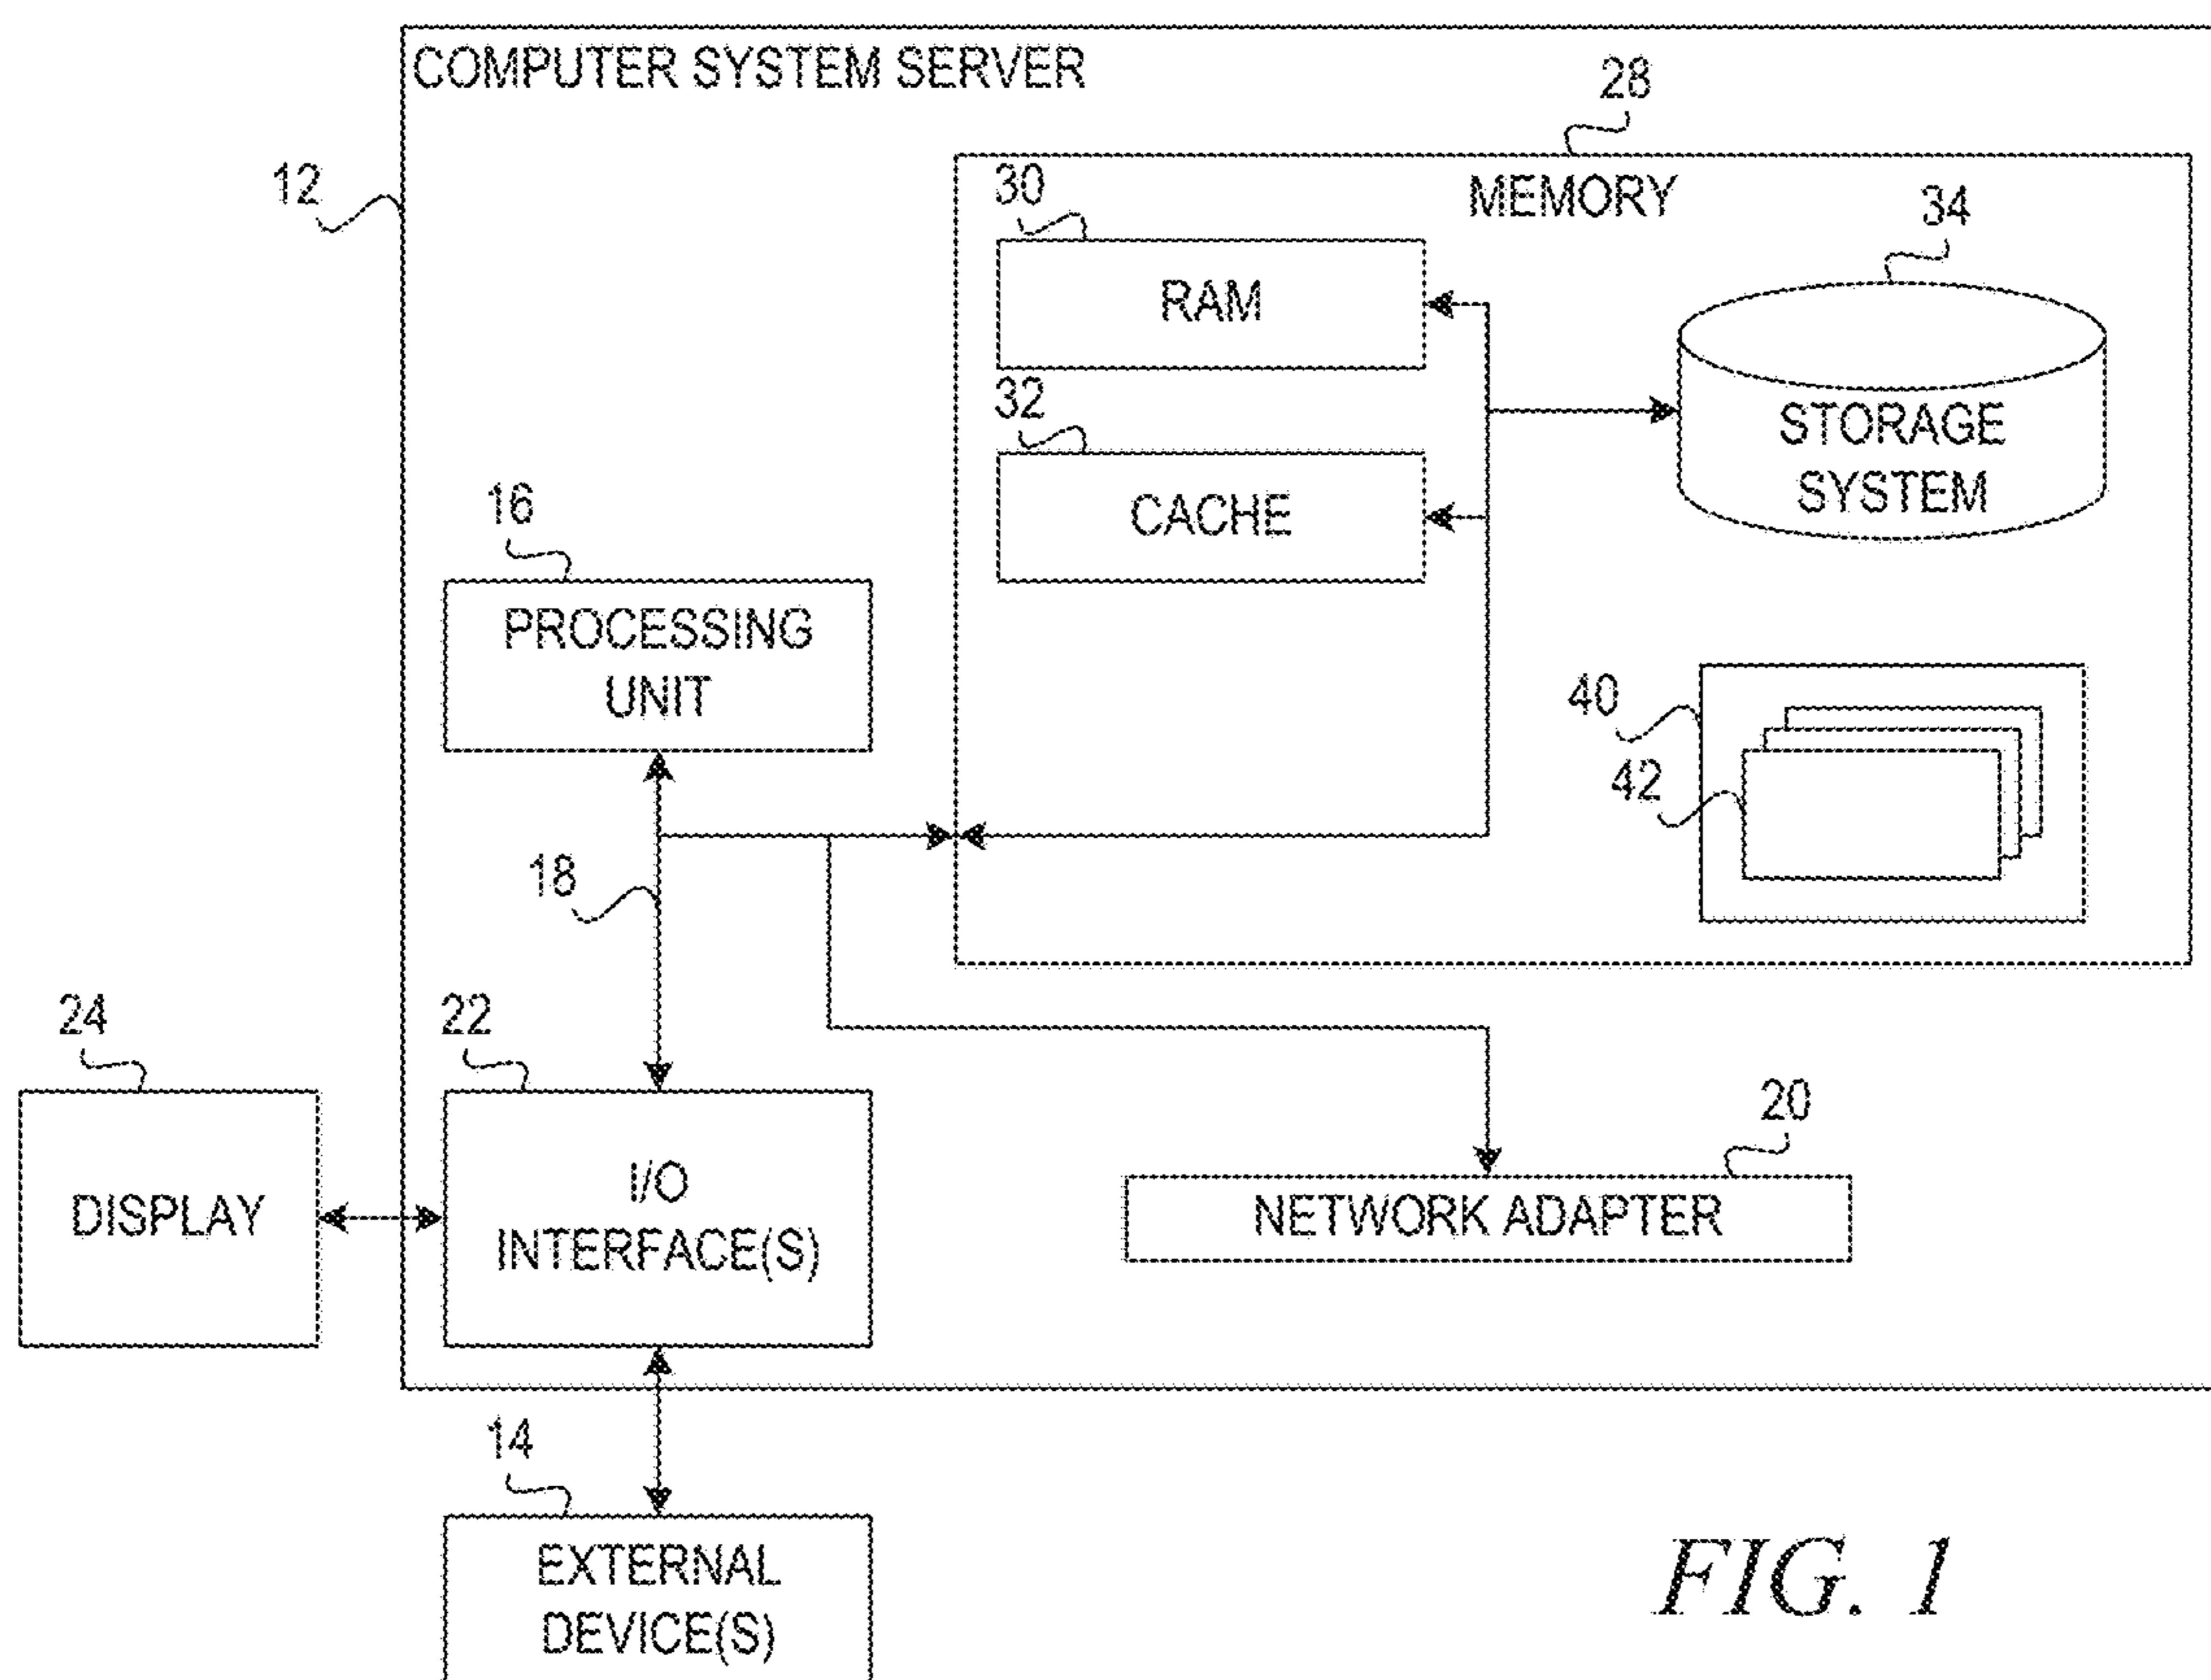 COMPUTER SYSTEM SERVER
28
12
30
MEMORY
34
RAM
32
STORAGE
SYSTEM
CACHE
16
PROCESSING
UNIT
40
42
18
24
22
20
DISPLAY
I/O
INTERFACE(S)
NETWORK ADAPTER
14
EXTERNAL
DEVICE(S)
FIG. 1